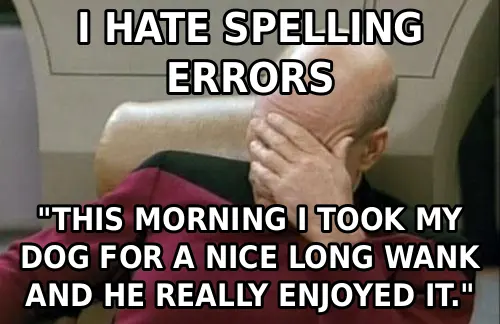 I HATE SPELLING
ERRORS
"THIS MORNING I TOOK MY
DOG FOR A NICE LONG WANK
AND HE REALLY ENJOYED IT."